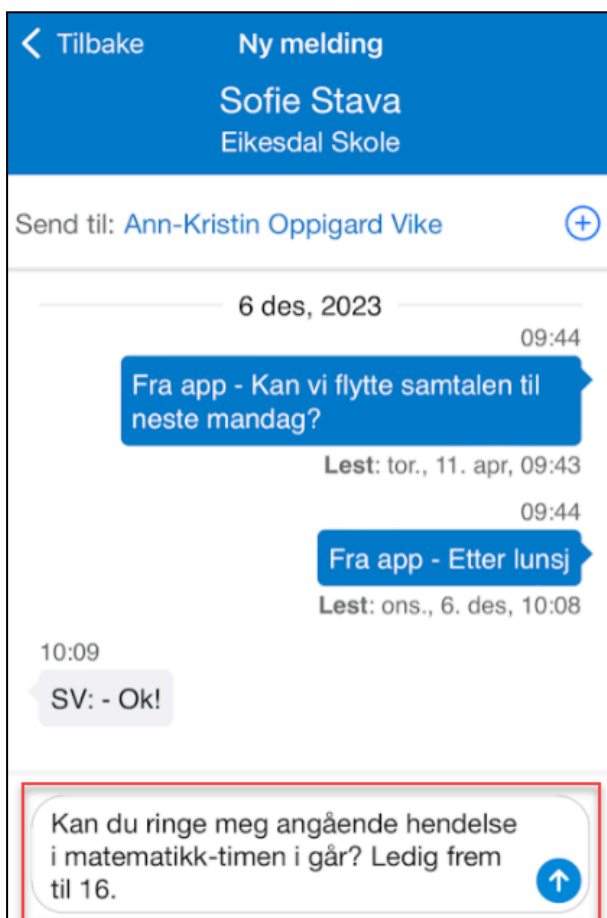 Tilbake
Ny melding
Sofie Stava
Eikesdal Skole
Send til: Ann-Kristin Oppigard Vike
6 des, 2023
09:44
Fra app - Kan vi flytte samtalen til
neste mandag?
Lest: tor., 11. apr, 09:43
09:44
Fra app - Etter lunsj
Lest: ons., 6. des, 10:08
10:09
SV: - Ok!
Kan du ringe meg angående hendelse
i matematikk-timen i går? Ledig frem
til 16.